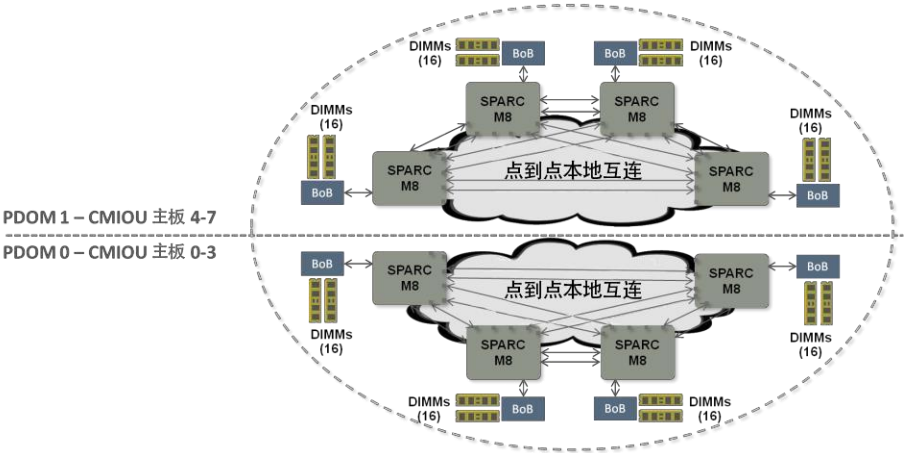 DIMMs
(16)
BoB
BoB
DIMMs
(16)
SPARC
M8
SPARC
M8
DIMMs
(16)
DIMMs
(16)
BoB
SPARC
M8
点到点本地互连
SPARC
M8
BoB
PDOM 1 – CMIOU 主板 4-7
PDOM 0 – CMIOU 主板 0-3
BoB
SPARC
M8
点到点本地互连
SPARC
M8
BoB
DIMMs
(16)
DIMMs
(16)
SPARC
M8
SPARC
M8
DIMMs
(16)
BoB
BoB
DIMMs
(16)